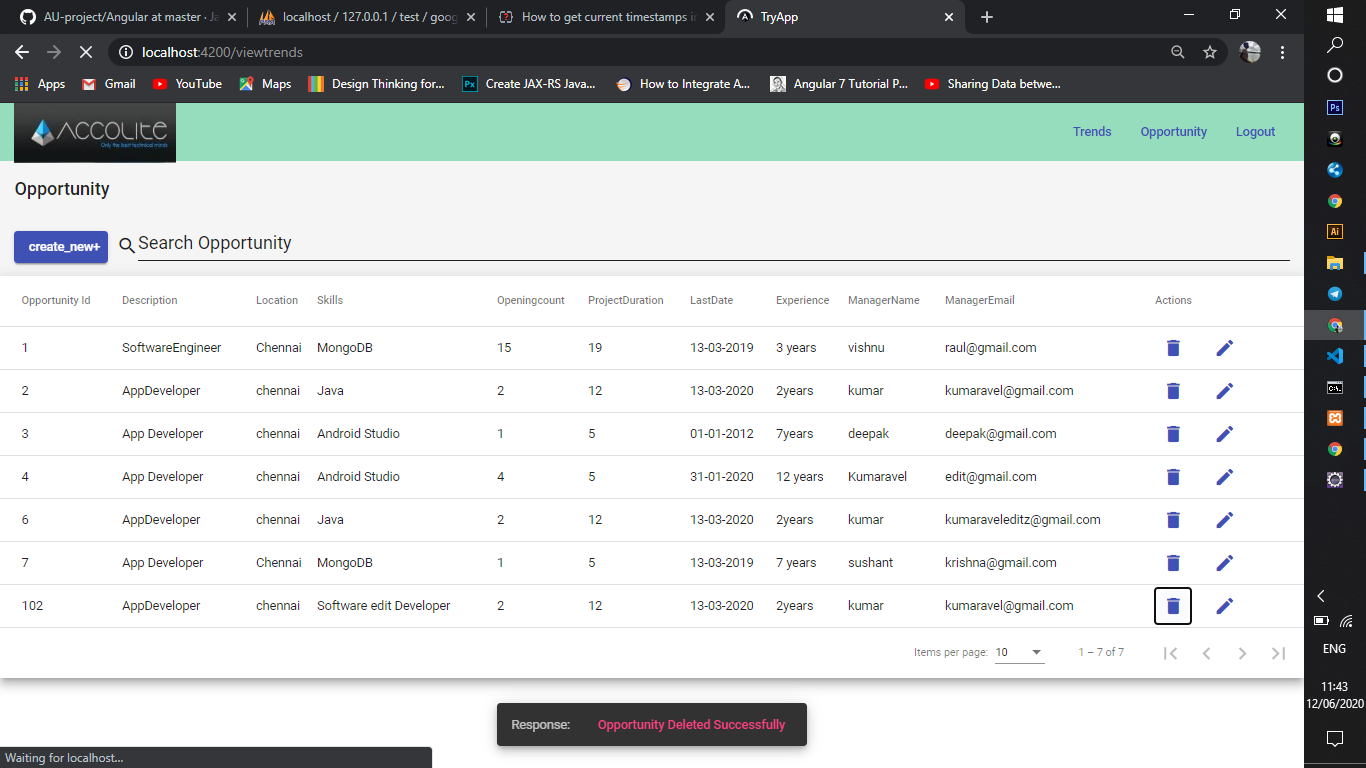 AU-project/Angular at master · Ja
localhost / 127.0.0.1 / test / goog
How to get current timestamps in
TryApp
localhost:4200/viewtrends
Apps
Gmail
YouTube
Maps
Design Thinking for...
Px
Create JAX-RS Java...
How to Integrate A...
Angular 7 Tutorial P...
Sharing Data betwe...
ACCOLITE
Only the best technical minds
Trends
Opportunity
Logout
Opportunity
create_new+
Search Opportunity
Opportunity Id Description Location Skills Openingcount ProjectDuration LastDate Experience ManagerName ManagerEmail Actions
1 SoftwareEngineer Chennai MongoDB 15 19 13-03-2019 3 years vishnu raul@gmail.com
2 AppDeveloper chennai Java 2 12 13-03-2020 2years kumar kumaravel@gmail.com
3 App Developer chennai Android Studio 1 5 01-01-2012 7years deepak deepak@gmail.com
4 App Developer chennai Android Studio 4 5 31-01-2020 12 years Kumaravel edit@gmail.com
6 AppDeveloper chennai Java 2 12 13-03-2020 2years kumar kumaraveleditz@gmail.com
7 App Developer Chennai MongoDB 1 5 13-03-2019 7 years sushant krishna@gmail.com
102 AppDeveloper chennai Software edit Developer 2 12 13-03-2020 2years kumar kumaravel@gmail.com
Items per page: 10 1 – 7 of 7
Response: Opportunity Deleted Successfully
Waiting for localhost...
Ps
Ai
C:\.
ENG
11:43
12/06/2020